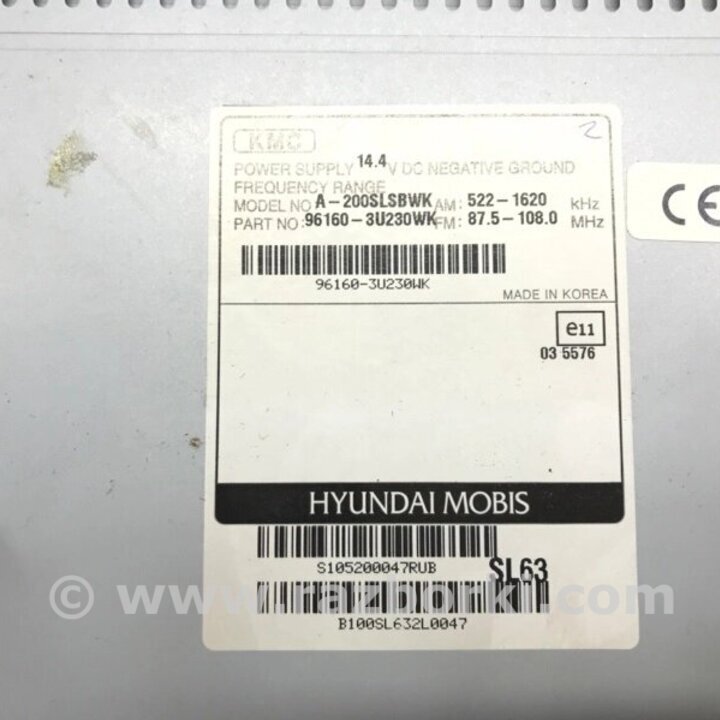 KMC
2
POWER SUPPLY 14.4 V DC NEGATIVE GROUND
FREQUENCY RANGE
MODEL NO A-200SLSBWK AM: 522-1620 kHz
PART NO: 96160-3U230WK FM: 87.5-108.0 MHz
CE
96160-3U230WK
MADE IN KOREA
e11
03 5576
HYUNDAI MOBIS
S105200047RUB
SL63
© www.razborki.com
B100SL632L0047